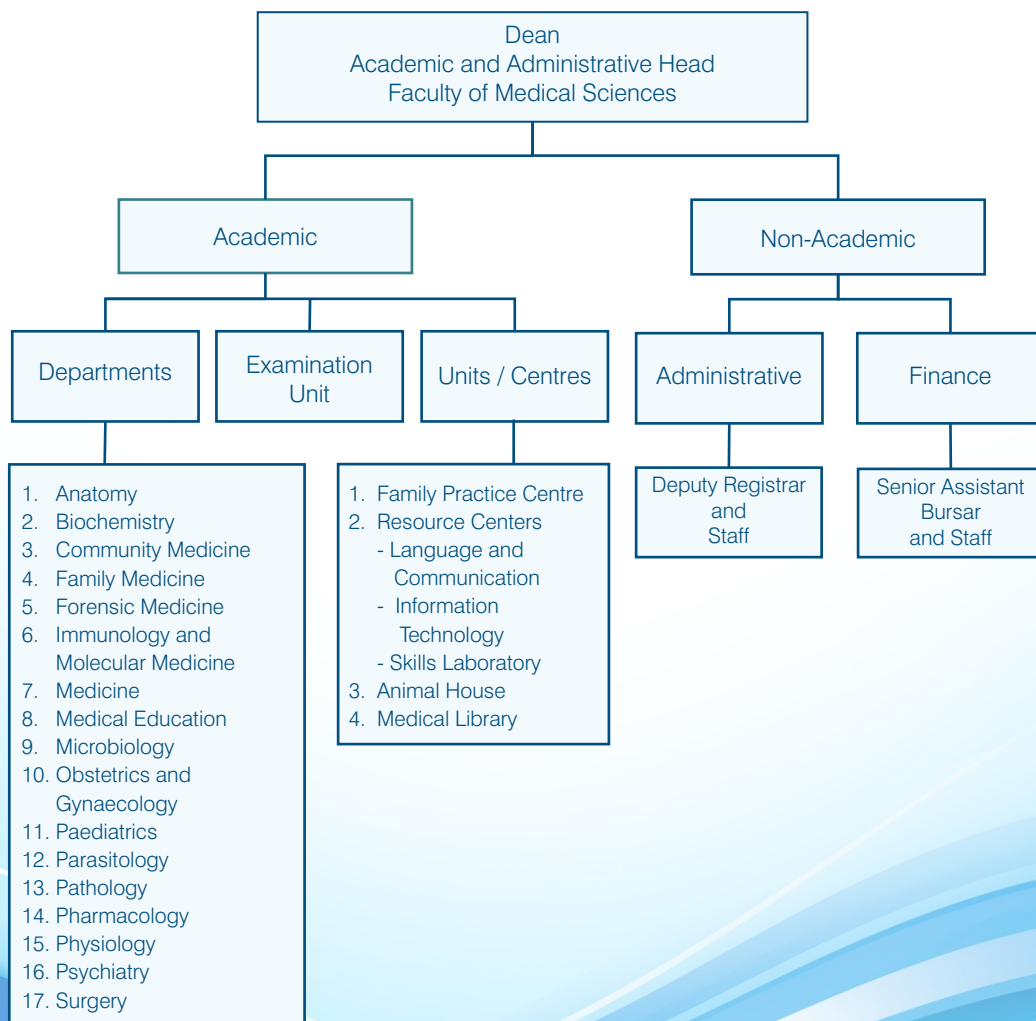 Dean
Academic and Administrative Head
Faculty of Medical Sciences
Academic
Non-Academic
Departments
Examination
Unit
Units / Centres
Administrative
Finance
1. Anatomy
2. Biochemistry
3. Community Medicine
4. Family Medicine
5. Forensic Medicine
6. Immunology and
Molecular Medicine
7. Medicine
8. Medical Education
9. Microbiology
10. Obstetrics and
Gynaecology
11. Paediatrics
12. Parasitology
13. Pathology
14. Pharmacology
15. Physiology
16. Psychiatry
17. Surgery
1. Family Practice Centre
2. Resource Centers
- Language and
Communication
- Information
Technology
- Skills Laboratory
3. Animal House
4. Medical Library
Deputy Registrar
and
Staff
Senior Assistant
Bursar
and Staff